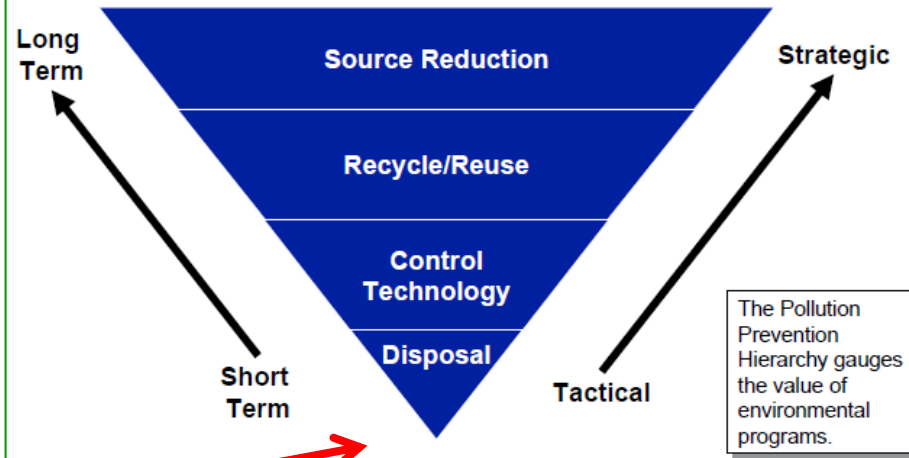 Long
Term
Source Reduction
Strategic
Recycle/Reuse
Control
Technology
Disposal
Short
Term
Tactical
The Pollution
Prevention
Hierarchy gauges
the value of
environmental
programs.